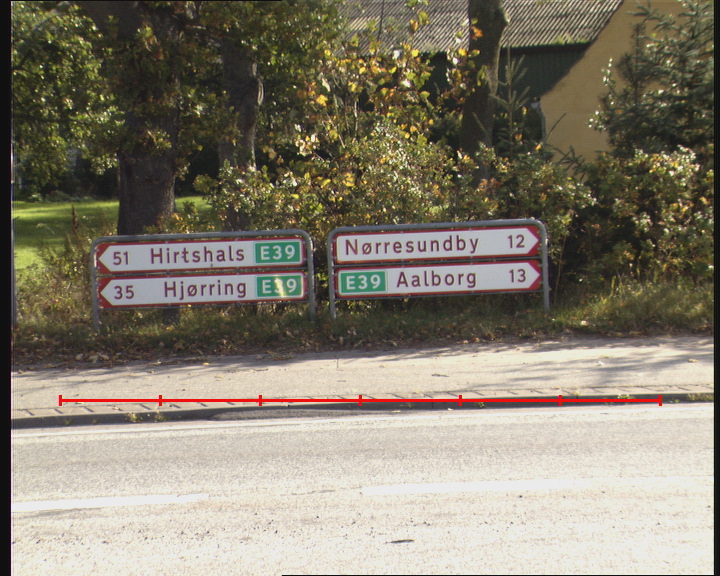 51 Hirtshals E39
35 Hjørring E39
Nørresundby 12
E39 Aalborg 13